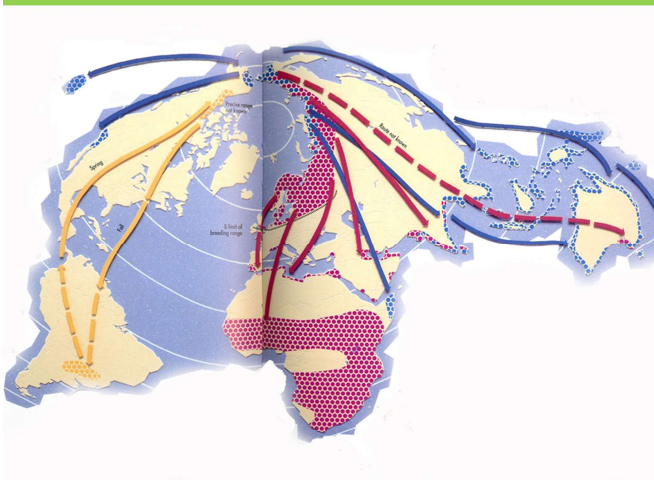 Precise range
not known
Route not known
Spring
Fall
S limit of
breeding range